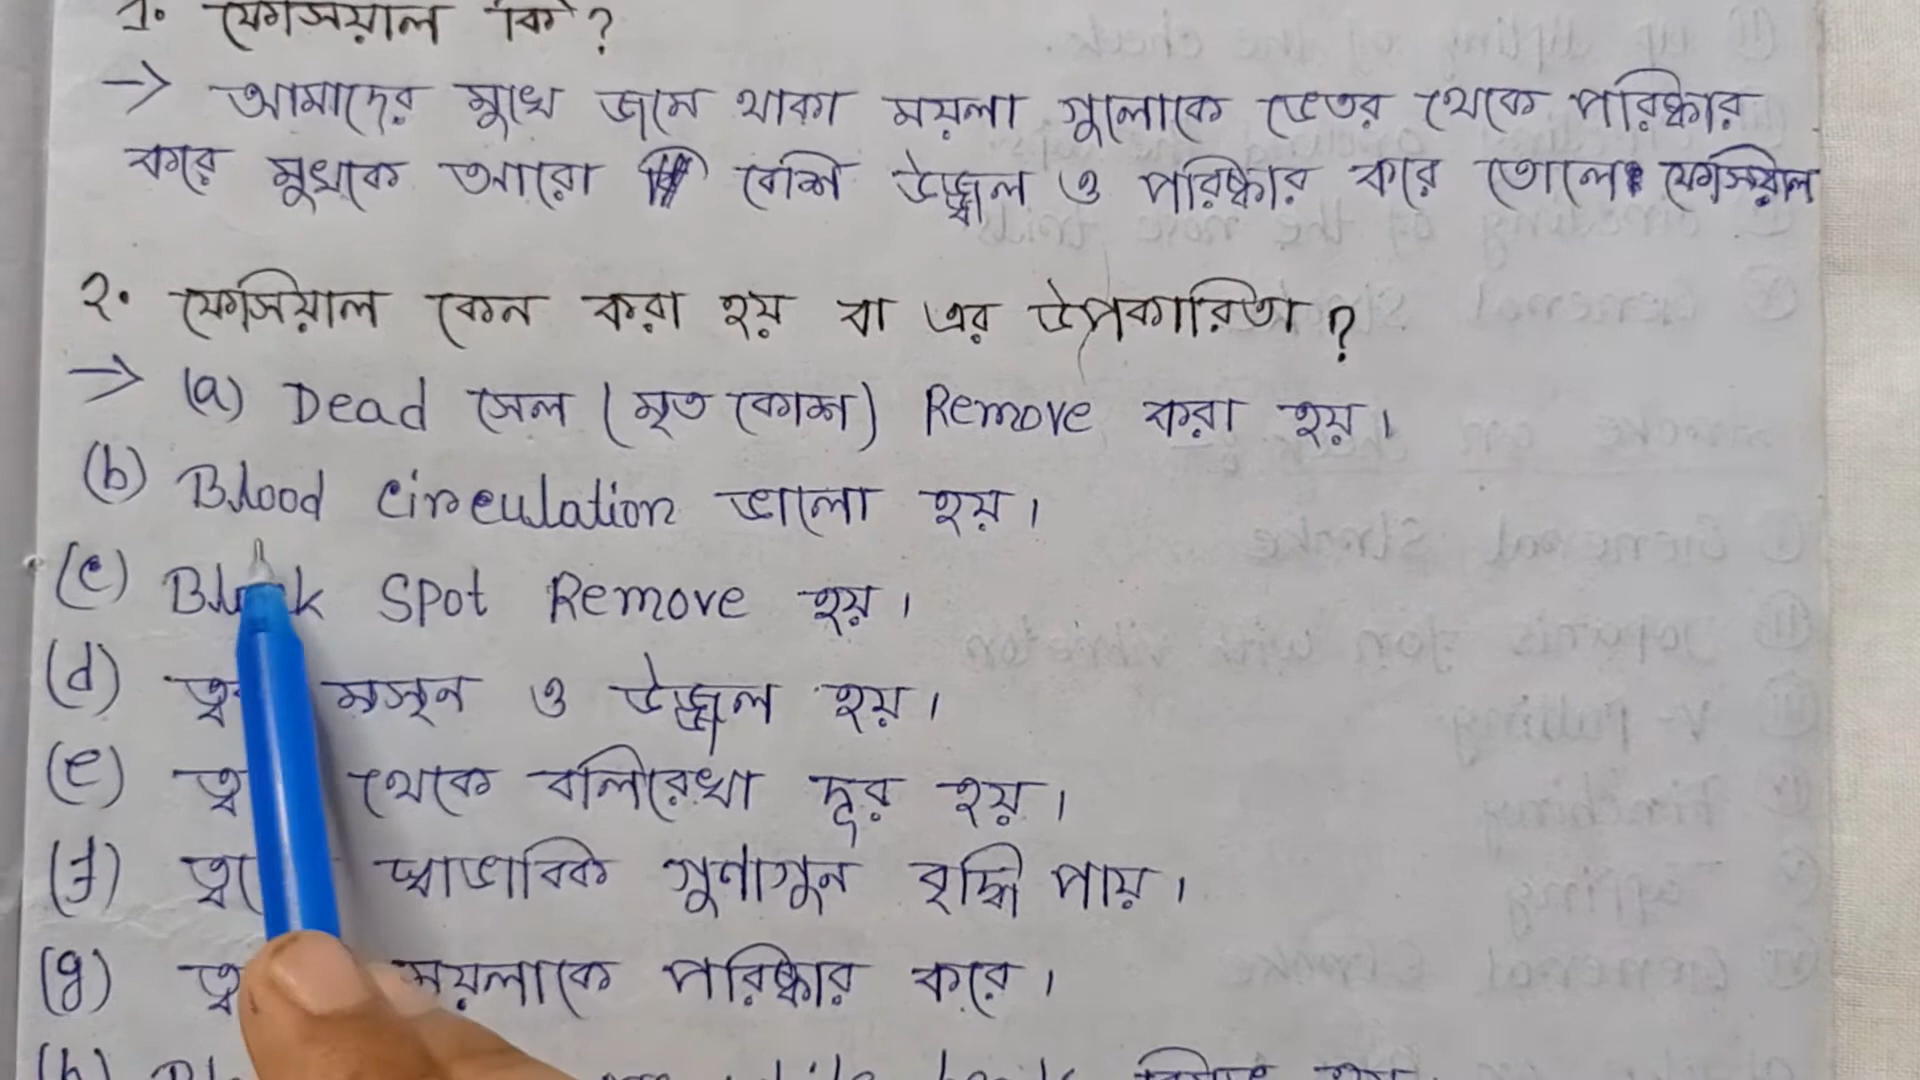 ১. ফেসিয়াল কি?
→ আমাদের মুখে জমে থাকা ময়লা গুলোকে ভেতর থেকে পরিষ্কার
করে মুখকে আরো বেশি উজ্জ্বল ও পরিষ্কার করে তোলে ফেসিয়াল
২. ফেসিয়াল কেন করা হয় বা এর উপকারিতা?
→ (a) Dead সেল (মৃত কোশ) Remove করা হয়।
(b) Blood circulation ভালো হয়।
(c) Spot Remove হয়।
(d) মসৃন ও উজ্জ্বল হয়।
(e) থেকে বলিরেখা দূর হয়।
(f) স্বাভাবিক গুণাগুন বৃদ্ধি পায়।
(g) ময়লাকে পরিষ্কার করে।
(h)